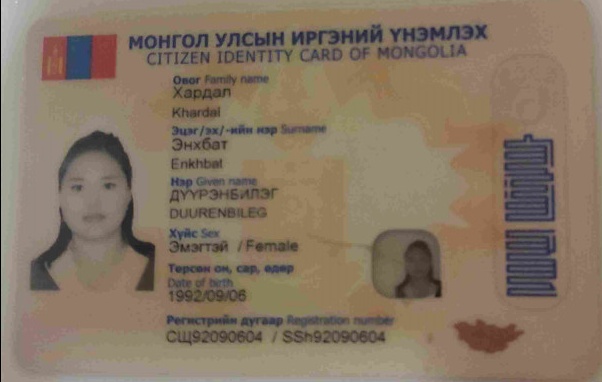 МОНГОЛ УЛСЫН ИРГЭНИЙ ҮНЭМЛЭХ
CITIZEN IDENTITY CARD OF MONGOLIA
Овог Family name
Хардал
Khardal
Эцэг/эх/-ийн нэр Surname
Энхбат
Enkhbat
Нэр Given name
ДҮҮРЭНБИЛЭГ
DUURENBILEG
Хүйс Sex
Эмэгтэй / Female
Төрсөн он, сар, өдөр
Date of birth
1992/09/06
Регистрийн дугаар Registration number
СЩ92090604 / SSh92090604